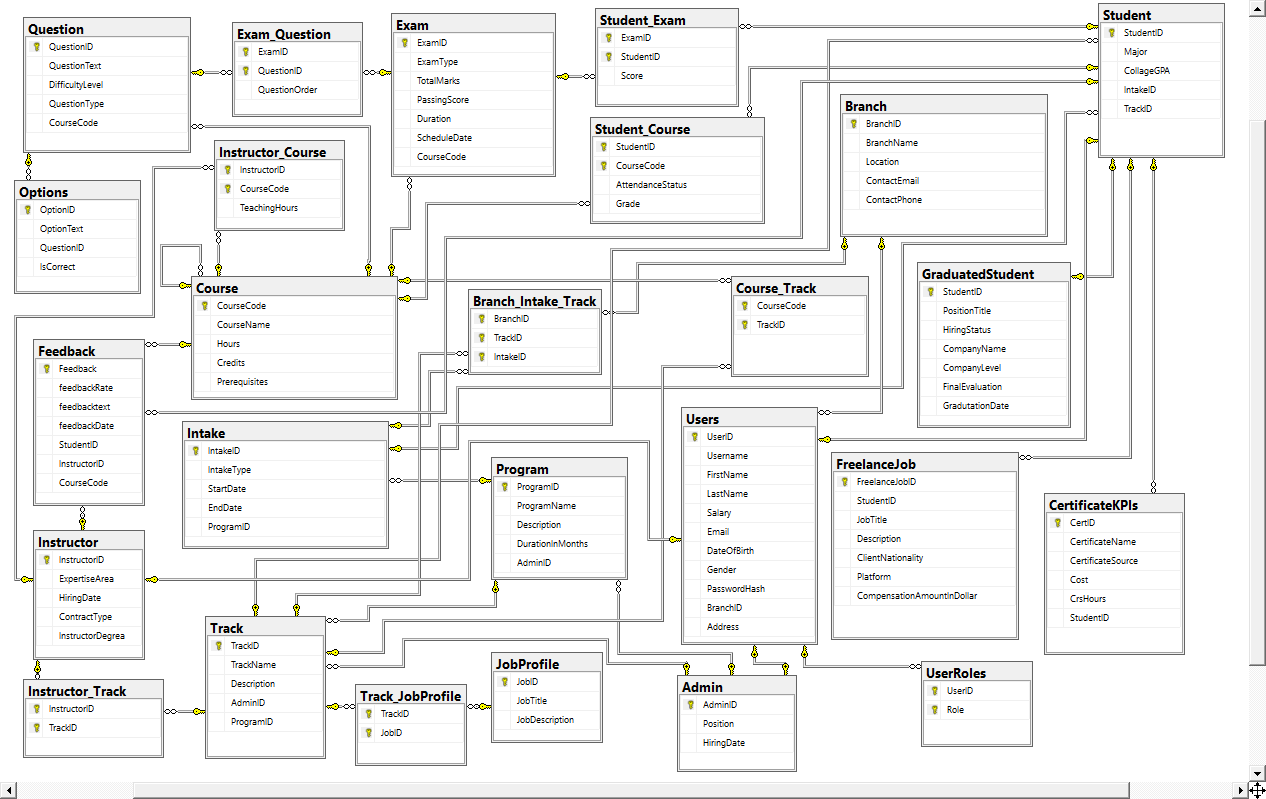 Question
QuestionID
QuestionText
DifficultyLevel
QuestionType
CourseCode
Exam_Question
ExamID
QuestionID
QuestionOrder
Exam
ExamID
ExamType
TotalMarks
PassingScore
Duration
ScheduleDate
CourseCode
Student_Exam
ExamID
StudentID
Score
Student
StudentID
Major
CollageGPA
IntakeID
TrackID
Branch
BranchID
BranchName
Location
ContactEmail
ContactPhone
Student_Course
StudentID
CourseCode
AttendanceStatus
Grade
Instructor_Course
InstructorID
CourseCode
TeachingHours
Options
OptionID
OptionText
QuestionID
IsCorrect
Course
CourseCode
CourseName
Hours
Credits
Prerequisites
Branch_Intake_Track
BranchID
TrackID
IntakeID
Course_Track
CourseCode
TrackID
GraduatedStudent
StudentID
PositionTitle
HiringStatus
CompanyName
CompanyLevel
FinalEvaluation
GradutationDate
Feedback
Feedback
feedbackRate
feedbacktext
feedbackDate
StudentID
InstructorID
CourseCode
Intake
IntakeID
IntakeType
StartDate
EndDate
ProgramID
Program
ProgramID
ProgramName
Description
DurationInMonths
AdminID
Users
UserID
Username
FirstName
LastName
Salary
Email
DateOfBirth
Gender
PasswordHash
BranchID
Address
FreelanceJob
FreelanceJobID
StudentID
JobTitle
Description
ClientNationality
Platform
CompensationAmountInDollar
CertificateKPIs
CertID
CertificateName
CertificateSource
Cost
CrsHours
StudentID
Instructor
InstructorID
ExpertiseArea
HiringDate
ContractType
InstructorDegrea
Track
TrackID
TrackName
Description
AdminID
ProgramID
Instructor_Track
InstructorID
TrackID
Track_JobProfile
TrackID
JobID
JobProfile
JobID
JobTitle
JobDescription
Admin
AdminID
Position
HiringDate
UserRoles
UserID
Role